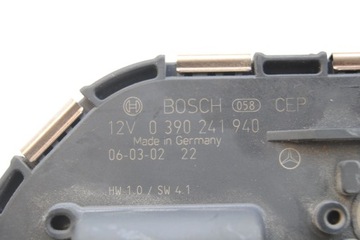 BOSCH 058 CEP
12V 0 390 241 940
Made in Germany
06-03-02 22
HW 1.0 / SW 4.1